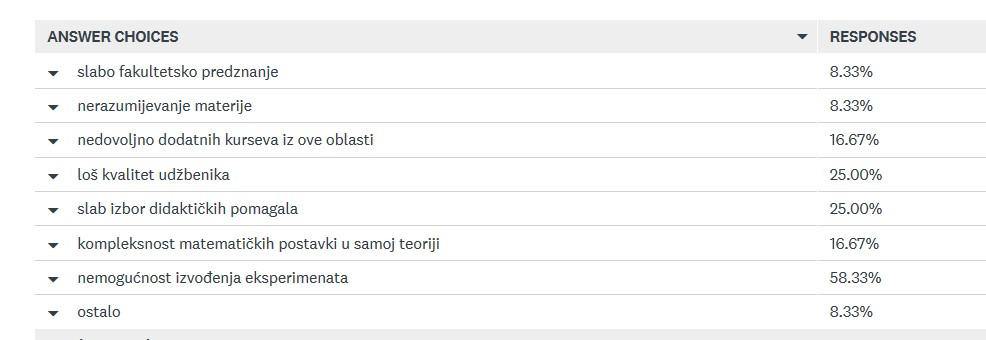 ANSWER CHOICES RESPONSES
slabo fakultetsko predznanje 8.33%
nerazumijevanje materije 8.33%
nedovoljno dodatnih kurseva iz ove oblasti 16.67%
loš kvalitet udžbenika 25.00%
slab izbor didaktičkih pomagala 25.00%
kompleksnost matematičkih postavki u samoj teoriji 16.67%
nemogućnost izvođenja eksperimenata 58.33%
ostalo 8.33%